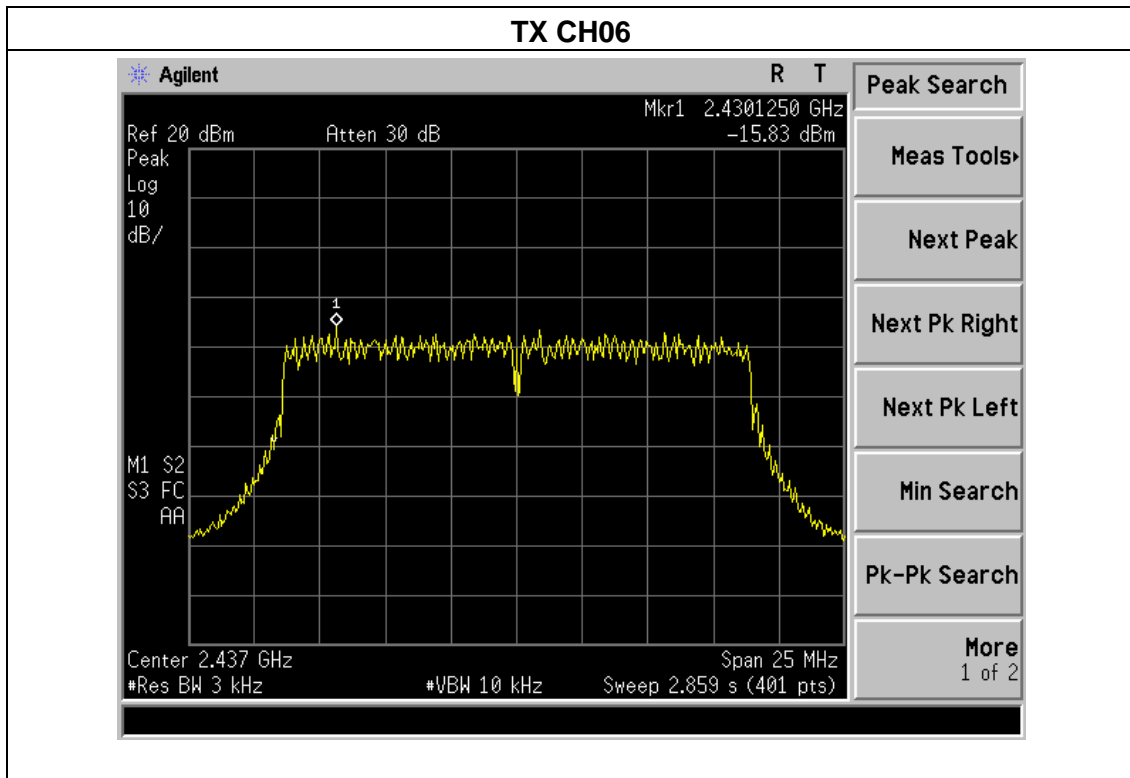 TX CH06
Agilent R T
Mkr1 2.4301250 GHz
Ref 20 dBm Atten 30 dB -15.83 dBm
Peak
Log
10
dB/
1
M1 S2
S3 FC
AA
Center 2.437 GHz Span 25 MHz
#Res BW 3 kHz #VBW 10 kHz Sweep 2.859 s (401 pts)
Peak Search
Meas Tools
Next Peak
Next Pk Right
Next Pk Left
Min Search
Pk-Pk Search
More
1 of 2